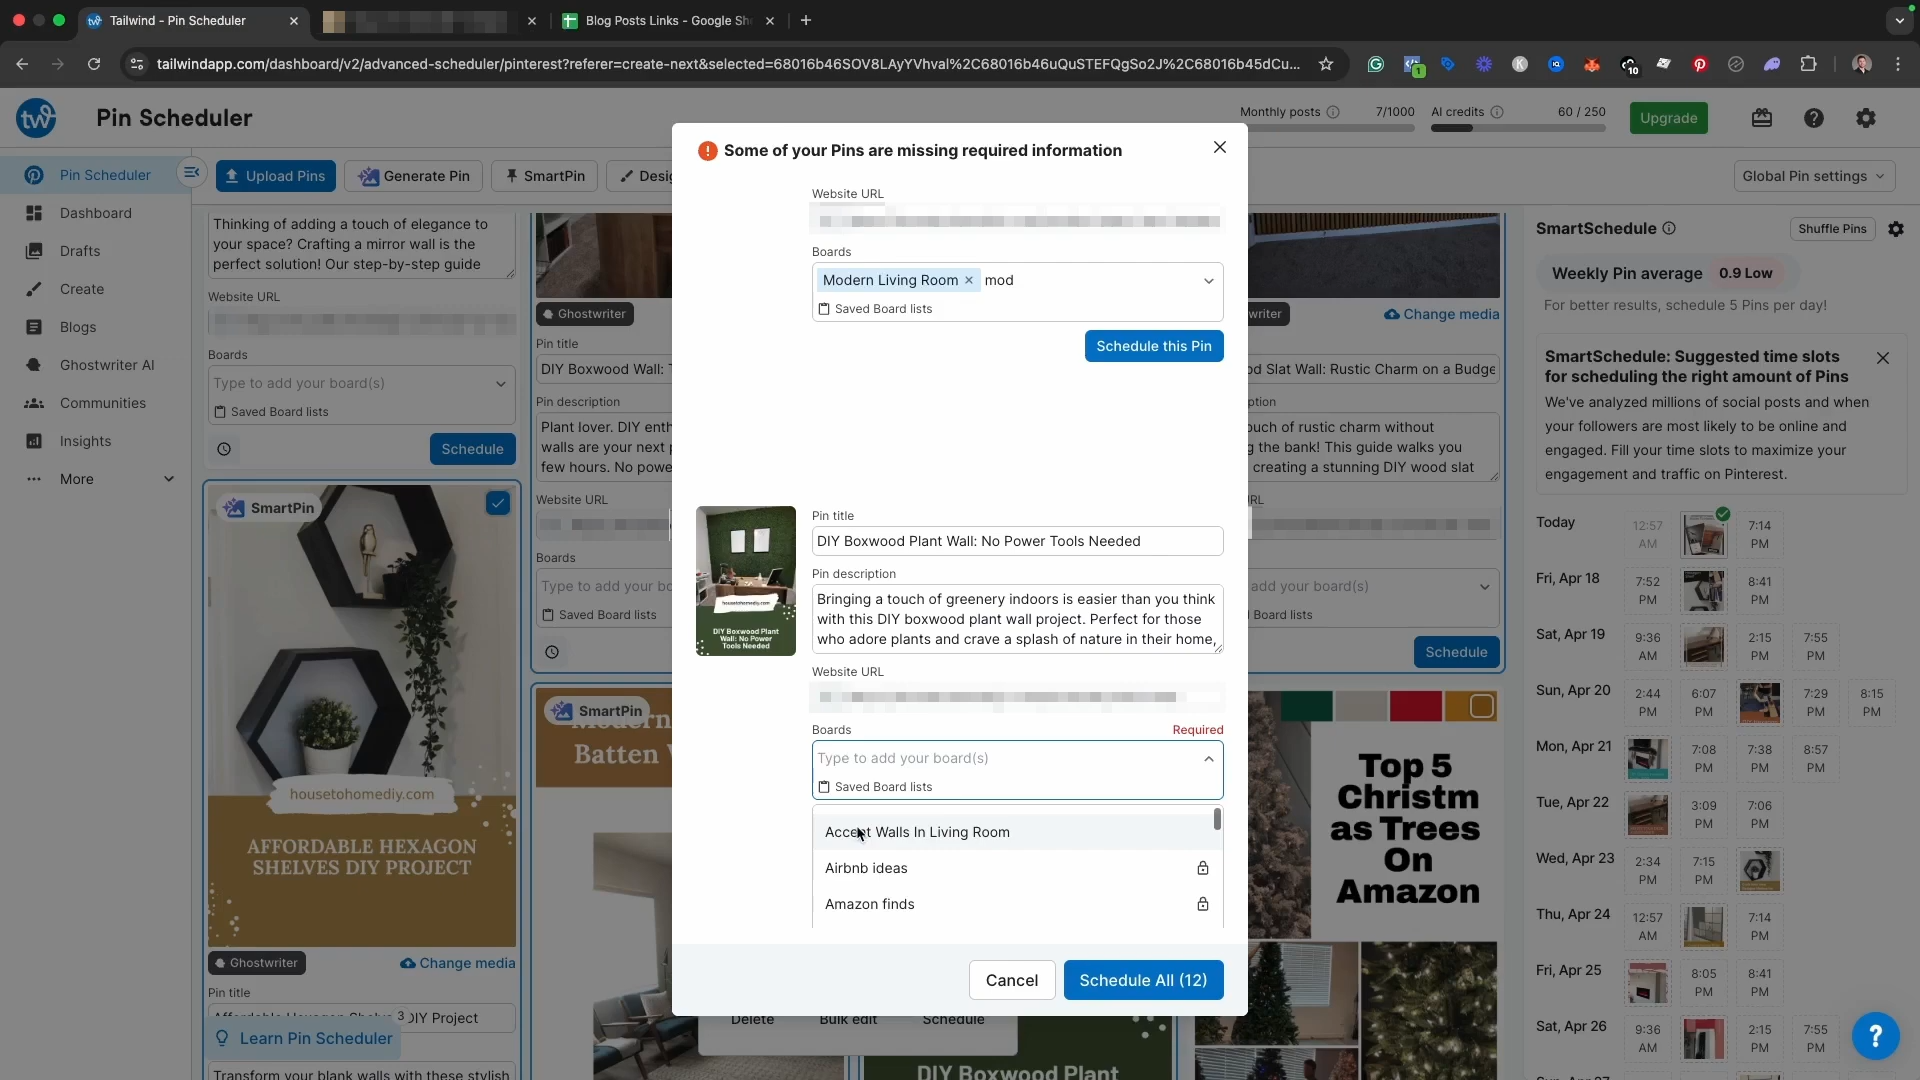 Tailwind - Pin Scheduler
Blog Posts Links - Google Sh
tailwindapp.com/dashboard/v2/advanced-scheduler/pinterest?referer=create-next&selected=68016b46SOV8LAyYVhval%2C68016b46uQuSTEFQgSo2J%2C68016b45dCu...
1
10
tw
Pin Scheduler
Monthly posts
7/1000
AI credits
60 / 250
Upgrade
Pin Scheduler
Dashboard
Drafts
Create
Blogs
Ghostwriter AI
Communities
Insights
More
Upload Pins
Generate Pin
SmartPin
Desig
Global Pin settings
Thinking of adding a touch of elegance to
your space? Crafting a mirror wall is the
perfect solution! Our step-by-step guide
Website URL
Boards
Type to add your board(s)
Saved Board lists
Schedule
SmartPin
housetohomediy.com
AFFORDABLE HEXAGON
SHELVES DIY PROJECT
Ghostwriter
Change media
Pin title
Affordable Hexagon Shelves DIY Project
3
Learn Pin Scheduler
Transform your blank walls with these stylish
Ghostwriter
Pin title
DIY Boxwood Wall: T
Pin description
Plant lover. DIY enth
walls are your next p
few hours. No powe
Website URL
Boards
Type to add your boa
Saved Board lists
SmartPin
Modern
Batten W
Some of your Pins are missing required information
Website URL
Boards
Modern Living Room × mod
Saved Board lists
Schedule this Pin
housetohomediy.com
DIY Boxwood Plant
Wall: No Power
Tools Needed
Pin title
DIY Boxwood Plant Wall: No Power Tools Needed
Pin description
Bringing a touch of greenery indoors is easier than you think
with this DIY boxwood plant wall project. Perfect for those
who adore plants and crave a splash of nature in their home,
Website URL
Boards
Required
Type to add your board(s)
Saved Board lists
Accent Walls In Living Room
Airbnb ideas
Amazon finds
Cancel
Schedule All (12)
Delete
Bulk edit
Schedule
DIY Boxwood Plant
writer
Change media
od Slat Wall: Rustic Charm on a Budge
ption
ouch of rustic charm without
g the bank! This guide walks you
creating a stunning DIY wood slat
RL
add your board(s)
Board lists
Schedule
Top 5
Christm
as Trees
On
Amazon
SmartSchedule
Shuffle Pins
Weekly Pin average
0.9 Low
For better results, schedule 5 Pins per day!
SmartSchedule: Suggested time slots
for scheduling the right amount of Pins
We've analyzed millions of social posts and when
your followers are most likely to be online and
engaged. Fill your time slots to maximize your
engagement and traffic on Pinterest.
Today
12:57 AM
7:14 PM
Fri, Apr 18
7:52 PM
8:41 PM
Sat, Apr 19
9:36 AM
2:15 PM
7:55 PM
Sun, Apr 20
2:44 PM
6:07 PM
7:29 PM
8:15 PM
Mon, Apr 21
7:08 PM
7:38 PM
8:57 PM
Tue, Apr 22
3:09 PM
7:06 PM
Wed, Apr 23
2:34 PM
7:15 PM
Thu, Apr 24
12:57 AM
7:14 PM
Fri, Apr 25
8:05 PM
8:41 PM
Sat, Apr 26
9:36 AM
2:15 PM
7:55 PM